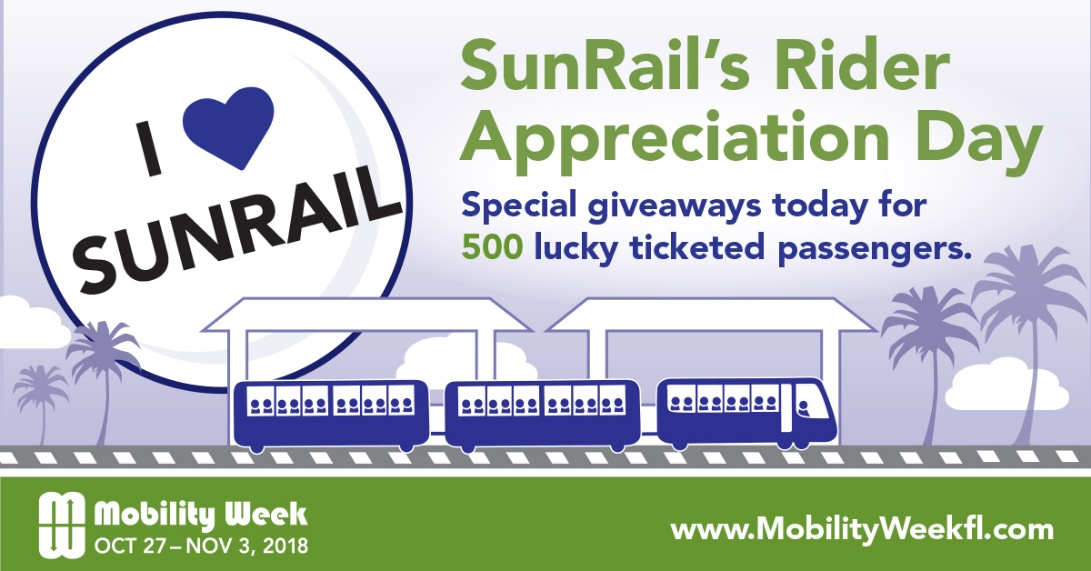 I
SUNRAIL
SunRail's Rider
Appreciation Day
Special giveaways today for
500 lucky ticketed passengers.
Mobility Week
OCT 27 – NOV 3, 2018
www.MobilityWeekfl.com